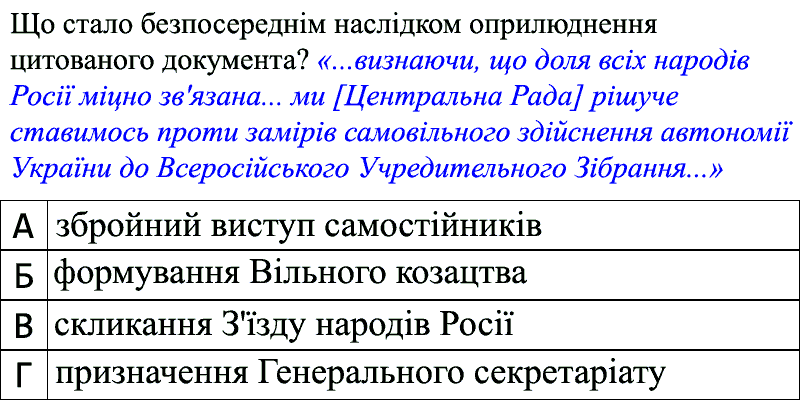 Що стало безпосереднім наслідком оприлюднення
цитованого документа? «...визнаючи, що доля всіх народів
Росії міцно зв'язана... ми [Центральна Рада] рішуче
ставимось проти замірів самовільного здійснення автономії
України до Всеросійського Учредительного Зібрання...»
А збройний виступ самостійників
Б формування Вільного козацтва
В скликання З'їзду народів Росії
Г призначення Генерального секретаріату